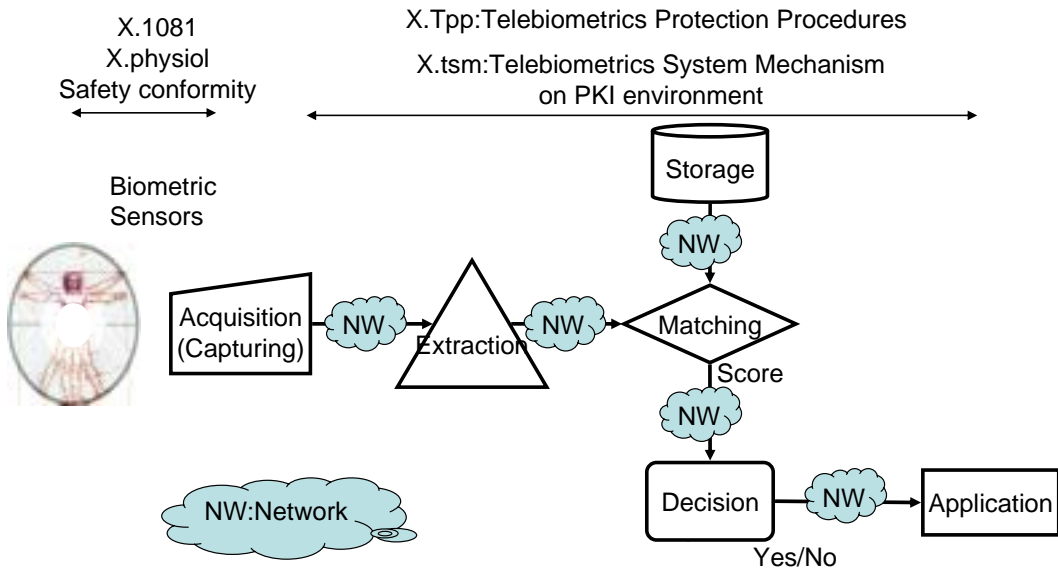 X.1081
X.physiol
Safety conformity
X.Tpp:Telebiometrics Protection Procedures
X.tsm:Telebiometrics System Mechanism
on PKI environment
Biometric
Sensors
Storage
NW
Acquisition
(Capturing)
NW
Extraction
NW
Matching
Score
NW
Decision
NW
Application
Yes/No
NW:Network